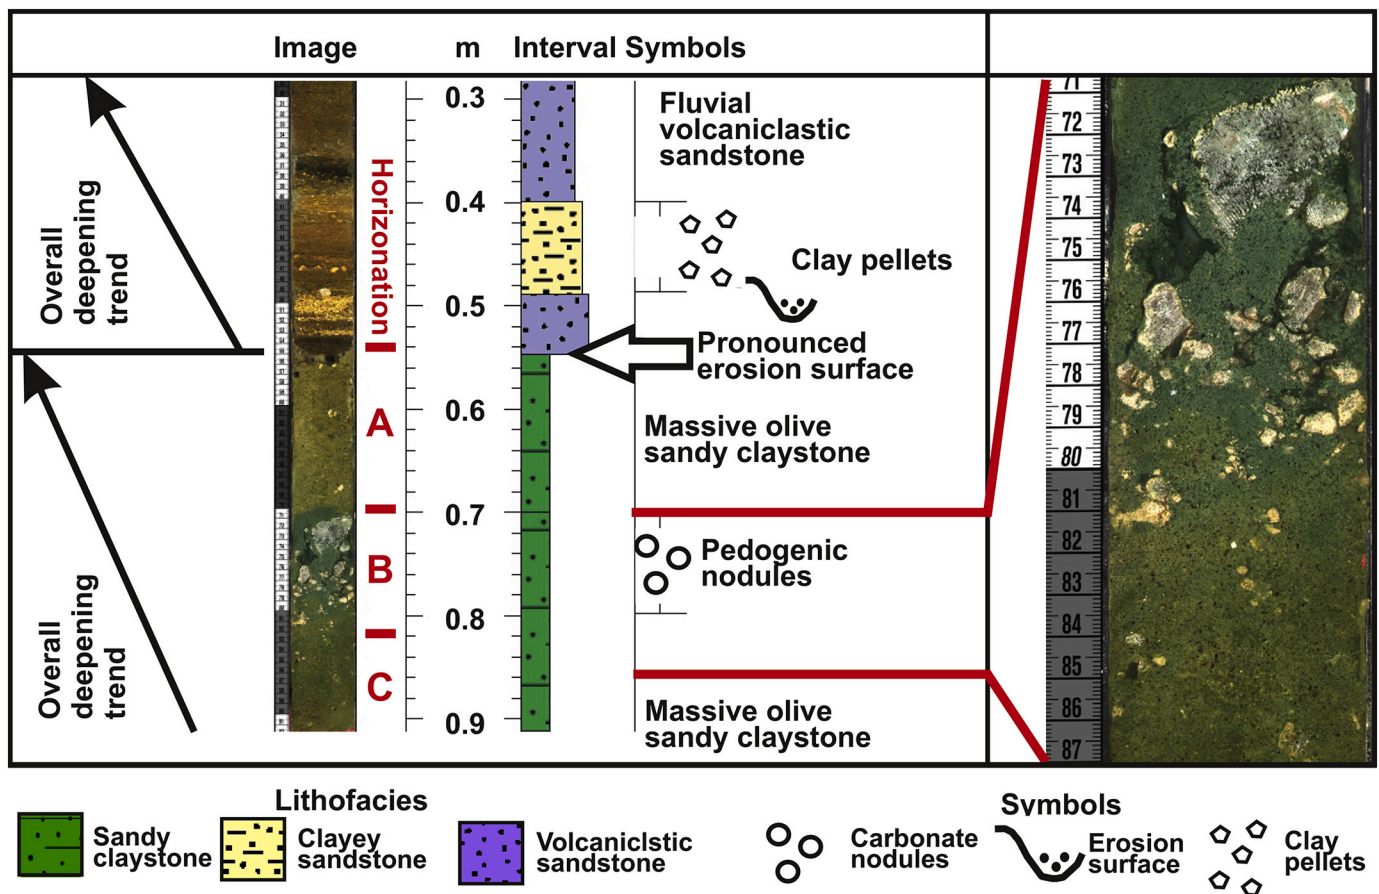 Image m Interval Symbols
Overall
deepening
trend
Overall
deepening
trend
Horizonation
A
B
C
0.3
0.4
0.5
0.6
0.7
0.8
0.9
Fluvial
volcaniclastic
sandstone
Clay pellets
Pronounced
erosion surface
Massive olive
sandy claystone
Pedogenic
nodules
Massive olive
sandy claystone
71
72
73
74
75
76
77
78
79
80
81
82
83
84
85
86
87
Lithofacies
Sandy
claystone
Clayey
sandstone
Volcaniclstic
sandstone
Symbols
Carbonate
nodules
Erosion
surface
Clay
pellets